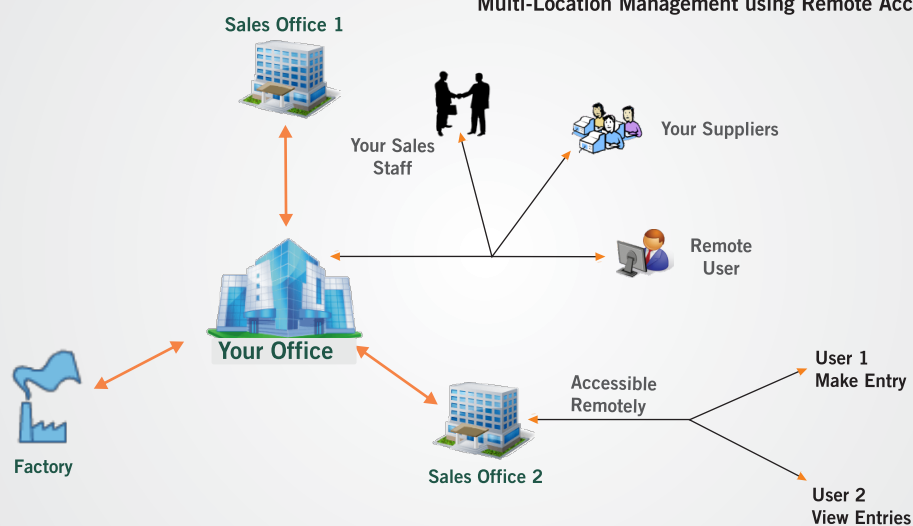 Multi-Location Management using Remote Acc
Sales Office 1
Your Sales
Staff
Your Suppliers
Remote
User
Your Office
Factory
Accessible
Remotely
Sales Office 2
User 1
Make Entry
User 2
View Entries